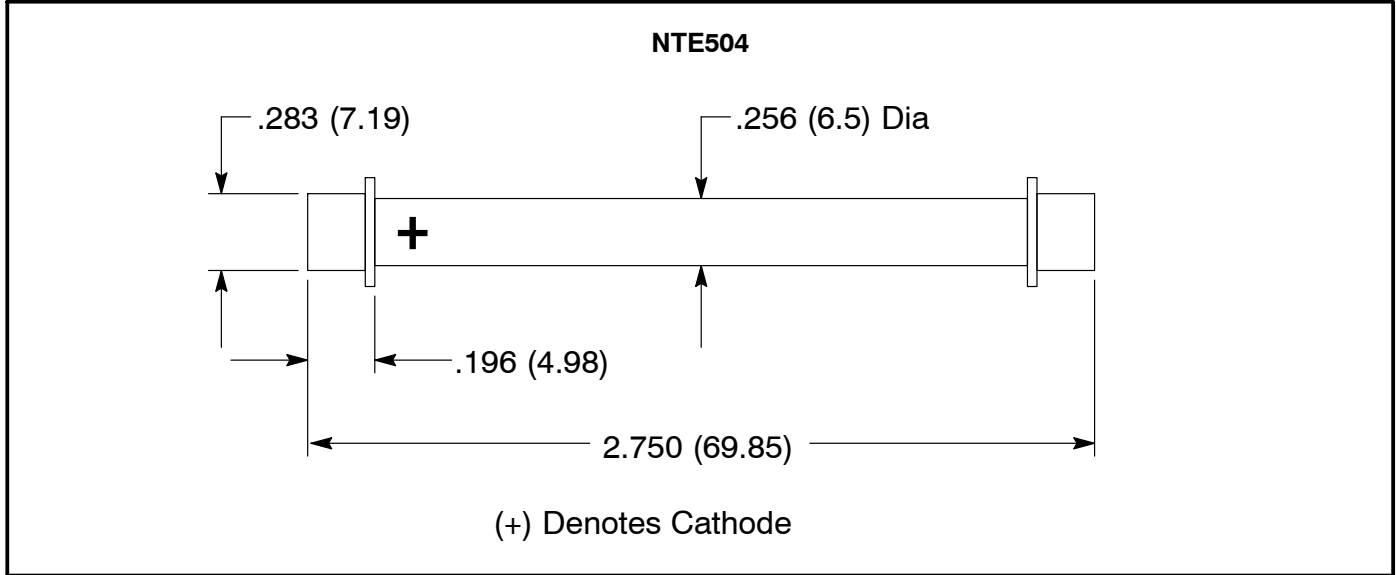 NTE504
.283 (7.19)
.256 (6.5) Dia
+
.196 (4.98)
2.750 (69.85)
(+) Denotes Cathode